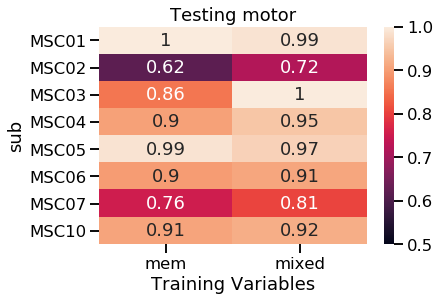 Testing motor
sub
MSC01 1 0.99
MSC02 0.62 0.72
MSC03 0.86 1
MSC04 0.9 0.95
MSC05 0.99 0.97
MSC06 0.9 0.91
MSC07 0.76 0.81
MSC10 0.91 0.92
mem mixed
Training Variables
1.0
0.9
0.8
0.7
0.6
0.5